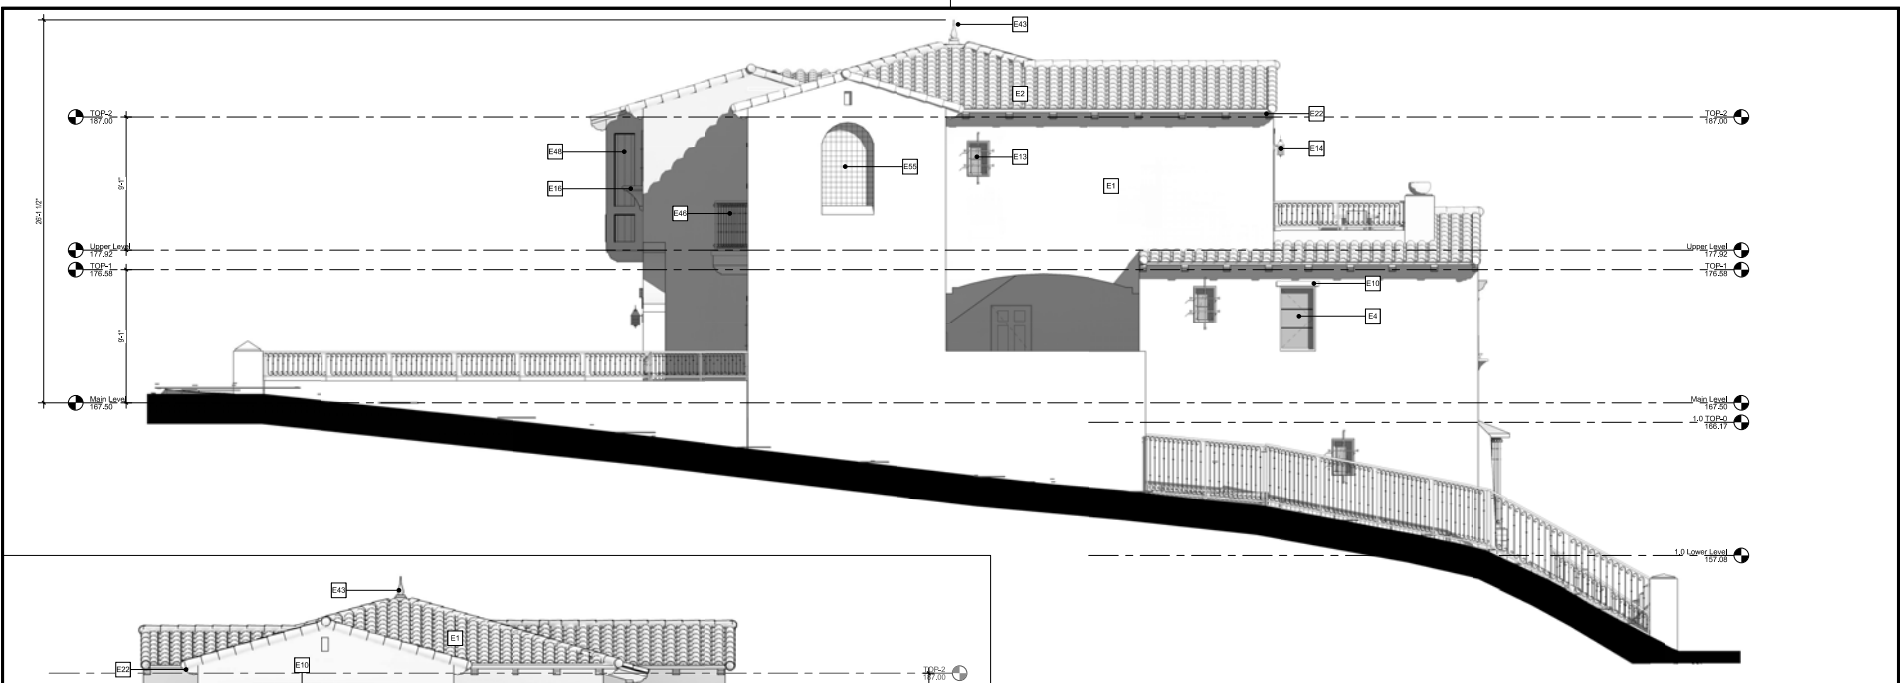 E43
E2
TOP-2
187.00
TOP-2
187.00
E22
E48
E14
E13
E55
E16
E1
9'-1"
26'-1 1/2"
E46
Upper Level
177.92
Upper Level
177.92
TOP-1
176.58
TOP-1
176.58
E10
E4
9'-1"
Main Level
167.50
Main Level
167.50
1.0 TOP-0
166.17
1.0 Lower Level
157.08
E43
E1
E22
E10
TOP-2
187.00